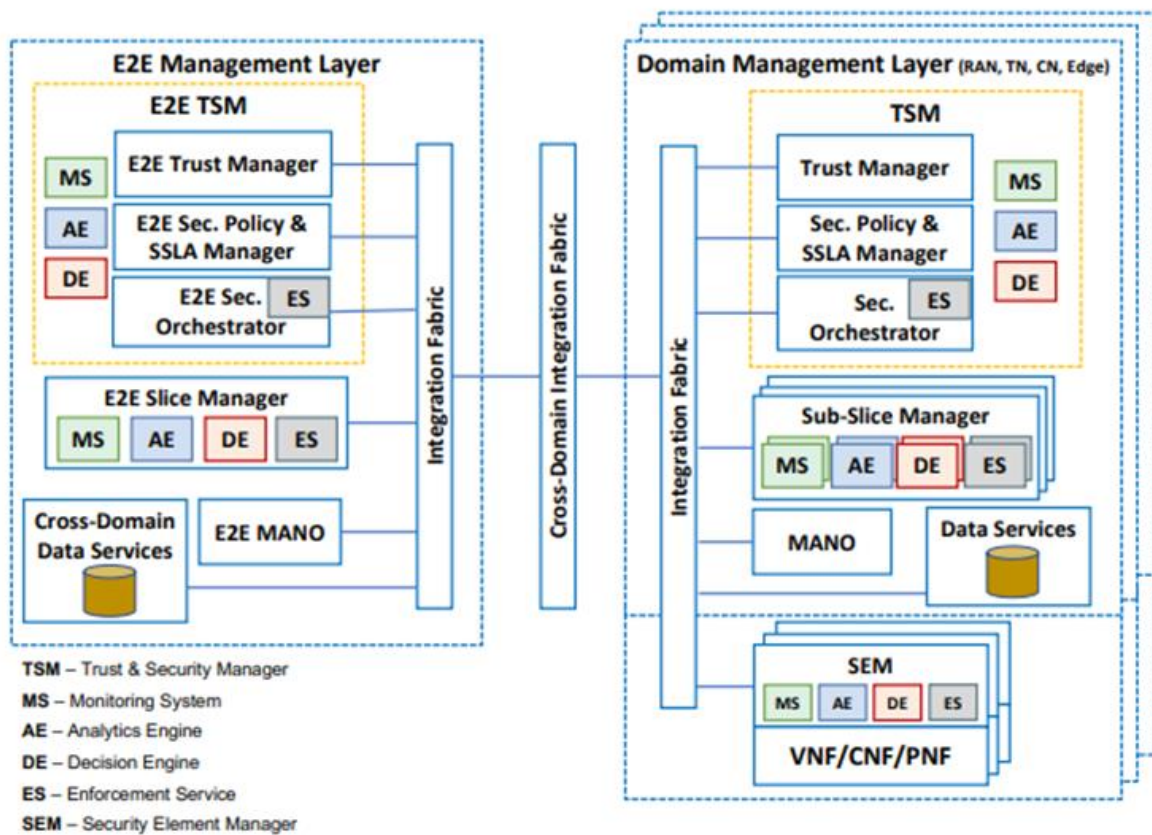 E2E Management Layer
E2E TSM
MS
AE
DE
E2E Trust Manager
E2E Sec. Policy &
SSLA Manager
E2E Sec.
Orchestrator
ES
E2E Slice Manager
MS
AE
DE
ES
Cross-Domain
Data Services
E2E MANO
Integration Fabric
Cross-Domain Integration Fabric
Domain Management Layer (RAN, TN, CN, Edge)
Integration Fabric
TSM
Trust Manager
Sec. Policy &
SSLA Manager
Sec.
Orchestrator
ES
MS
AE
DE
Sub-Slice Manager
MS
AE
DE
ES
MANO
Data Services
SEM
MS
AE
DE
ES
VNF/CNF/PNF
TSM – Trust & Security Manager
MS – Monitoring System
AE – Analytics Engine
DE – Decision Engine
ES – Enforcement Service
SEM – Security Element Manager